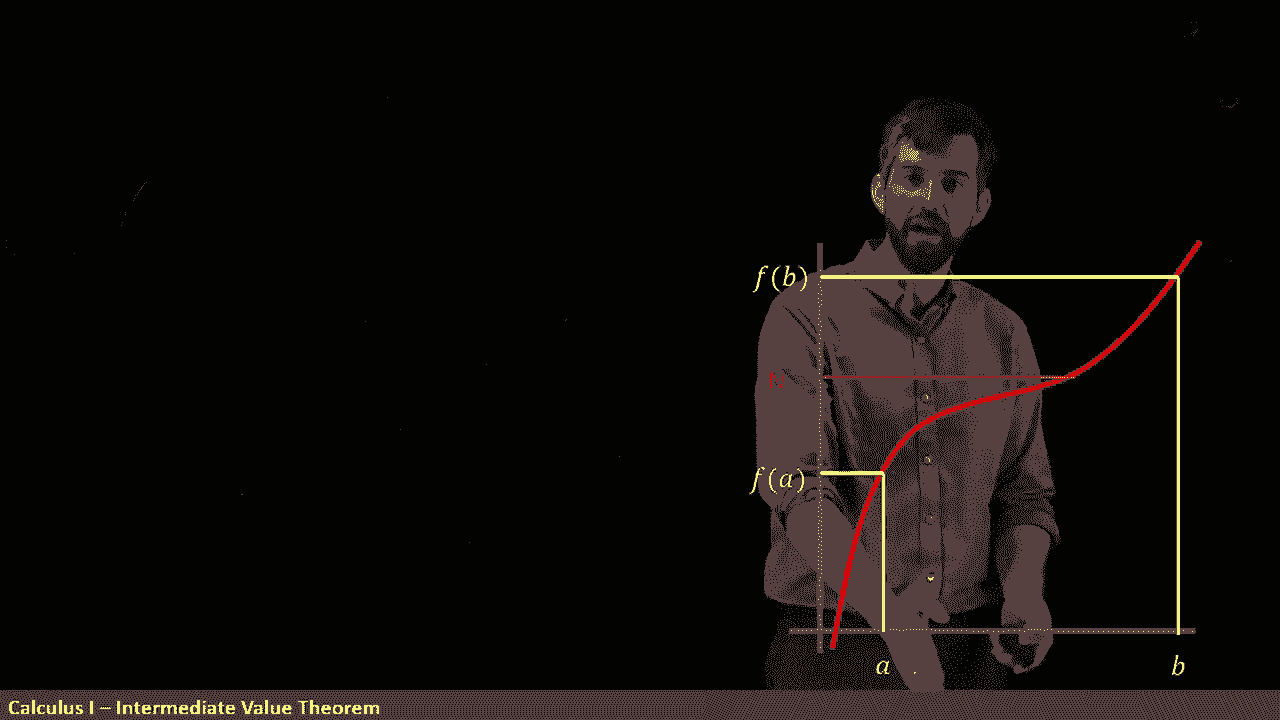 f(b)
f(a)
a
b
Calculus I – Intermediate Value Theorem